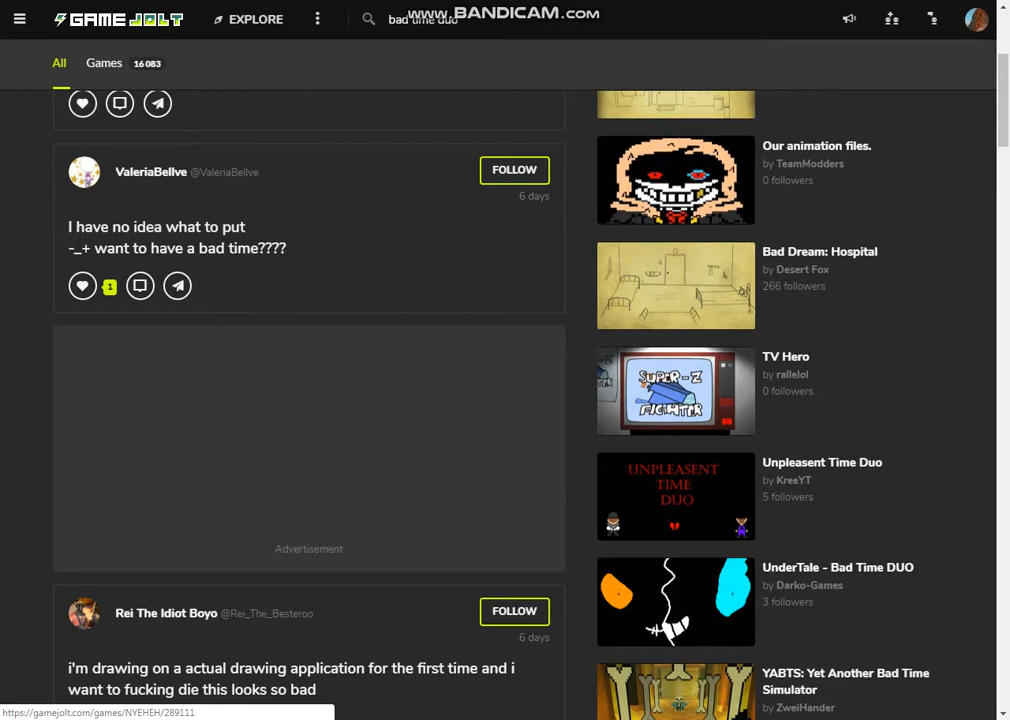 GAME JOLT
EXPLORE
bad time duo
WWW.BANDICAM.COM
All
Games 16 083
ValeriaBellve @ValeriaBellve
FOLLOW
6 days
I have no idea what to put
-_+ want to have a bad time????
1
Advertisement
Rei The Idiot Boyo @Rei_The_Besteroo
FOLLOW
6 days
i'm drawing on a actual drawing application for the first time and i
want to fucking die this looks so bad
https://gamejolt.com/games/NYEHEH/289111
Our animation files.
by TeamModders
0 followers
Bad Dream: Hospital
by Desert Fox
266 followers
SUPER-Z
FIGHTER
TV Hero
by rallelol
0 followers
UNPLEASENT
TIME
DUO
Unpleasent Time Duo
by KreeYT
5 followers
UnderTale - Bad Time DUO
by Darko-Games
3 followers
YABTS: Yet Another Bad Time
Simulator
by ZweiHander